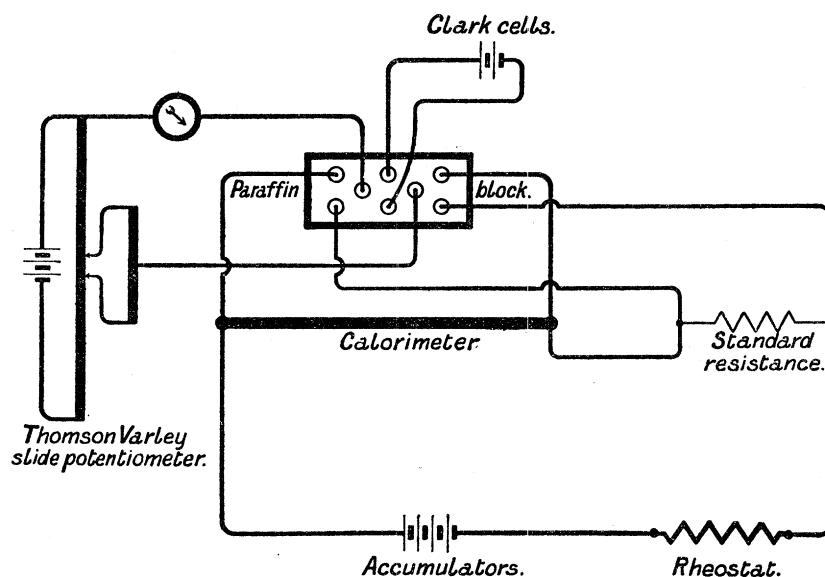 Clark cells.
Paraffin block.
Calorimeter
Standard
resistance.
Thomson Varley
slide potentiometer.
Accumulators.
Rheostat.